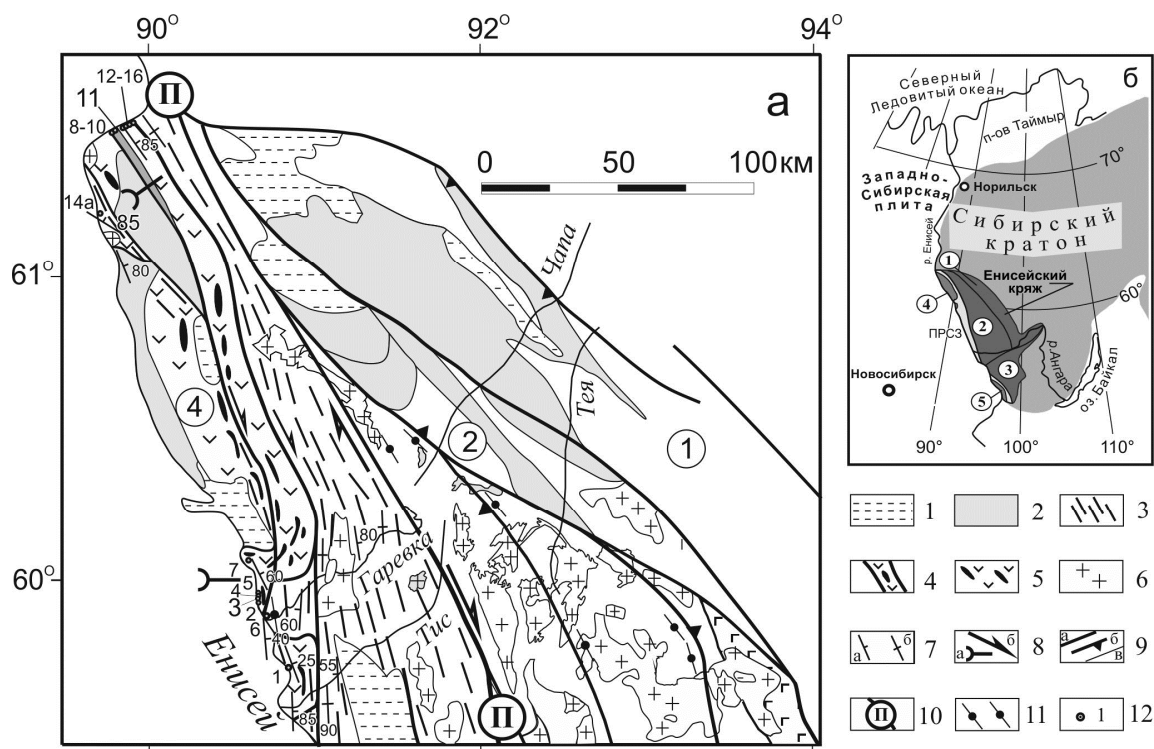 90° 92° 94°
а
12-16
П
11
8-10
85
0 50 100 км
14а
85
80
61°
Чапа
Тея
4
2
1
80
Гаревка
60°
7
5
4
3
2
6
60
60
40
Тис
Енисей
25
55
1
85
90
П
б
Северный
Ледовитый океан
п-ов Таймыр
70°
Западно-
Сибирская
плита
Норильск
Сибирский
кратон
р. Енисей
1
Енисейский
кряж
60°
4
2
ПРСЗ
3
р.Ангара
оз. Байкал
Новосибирск
5
90° 100° 110°
1 2 3
4 5 6
а б 7 а б 8 а б в 9
П 10 11 1 12